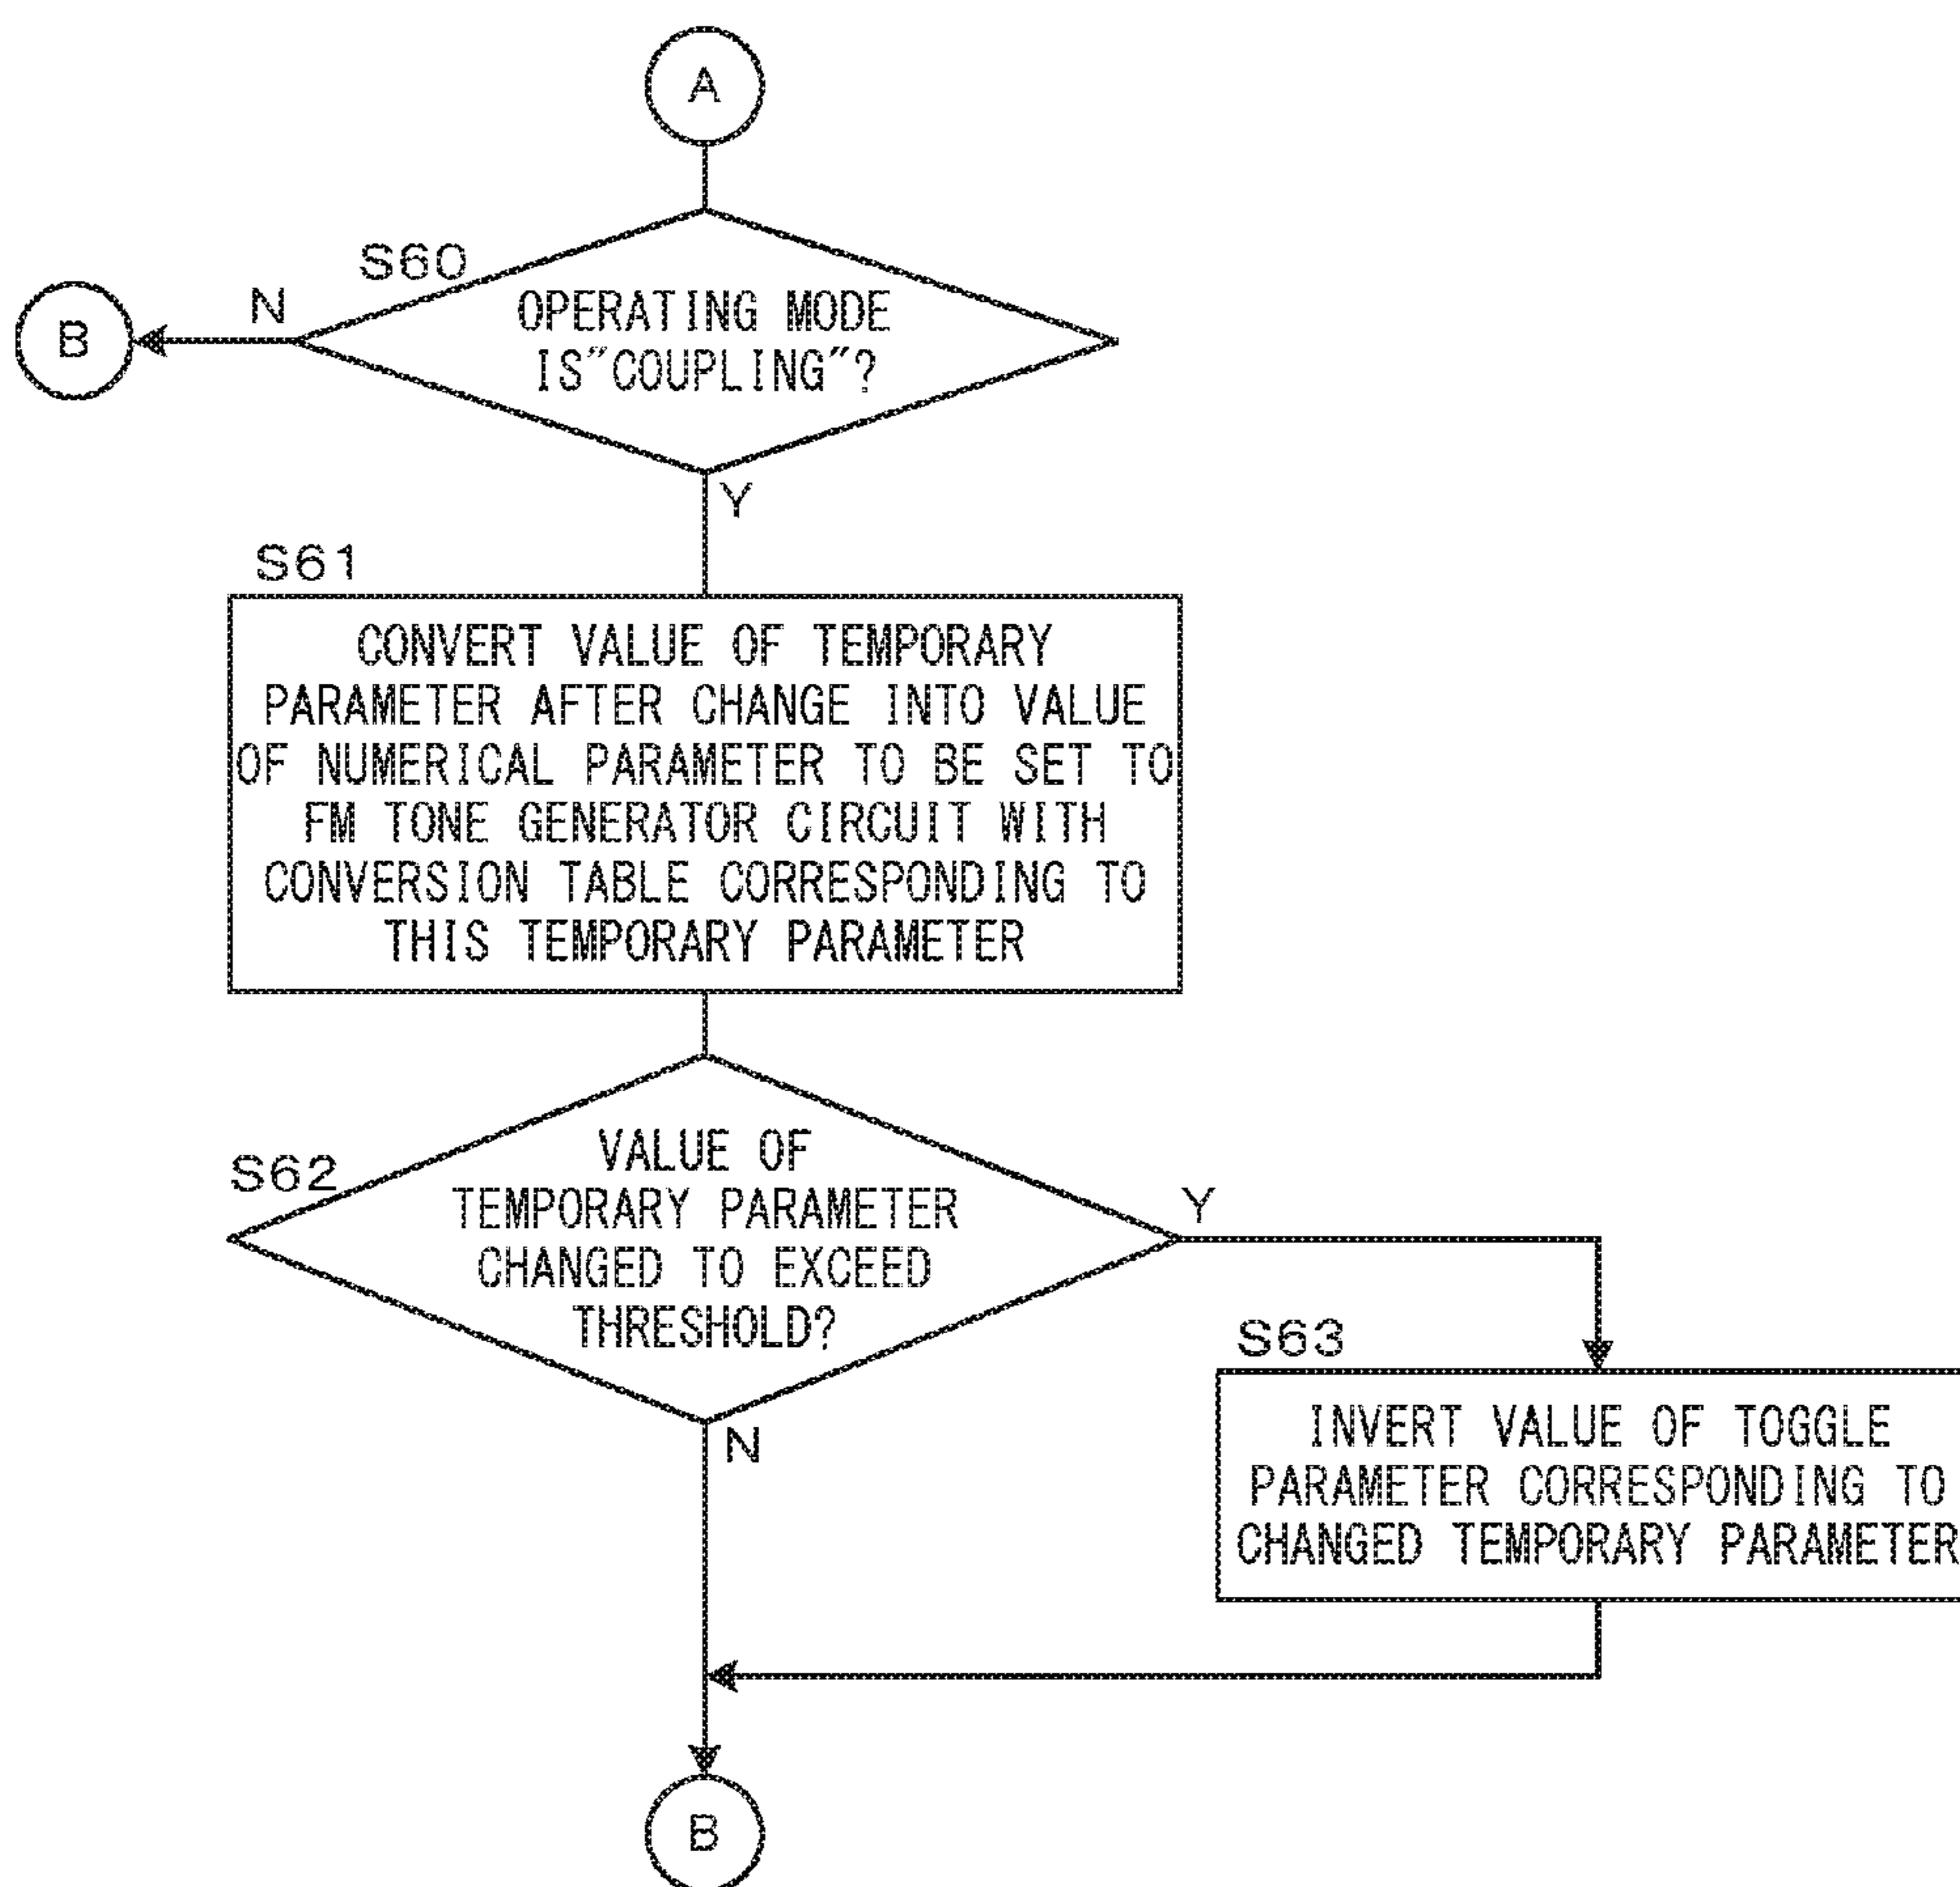 A
S60
N
B
OPERATING MODE
IS"COUPLING"?
Y
S61
CONVERT VALUE OF TEMPORARY
PARAMETER AFTER CHANGE INTO VALUE
OF NUMERICAL PARAMETER TO BE SET TO
FM TONE GENERATOR CIRCUIT WITH
CONVERSION TABLE CORRESPONDING TO
THIS TEMPORARY PARAMETER
S62
VALUE OF
TEMPORARY PARAMETER
CHANGED TO EXCEED
THRESHOLD?
Y
N
S63
INVERT VALUE OF TOGGLE
PARAMETER CORRESPONDING TO
CHANGED TEMPORARY PARAMETER
B